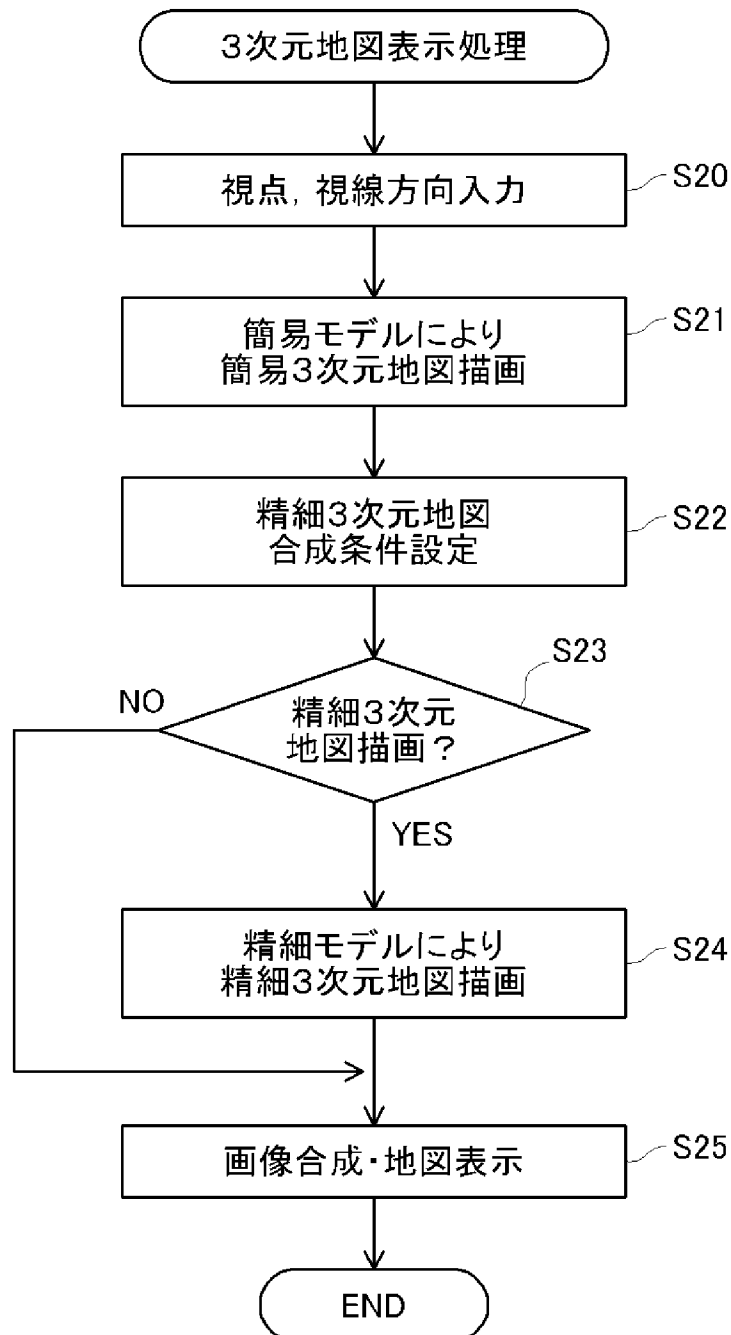 3次元地図表示処理
視点,視線方向入力
S20
簡易モデルにより
簡易3次元地図描画
S21
精細3次元地図
合成条件設定
S22
S23
精細3次元
地図描画?
NO
YES
精細モデルにより
精細3次元地図描画
S24
画像合成・地図表示
S25
END